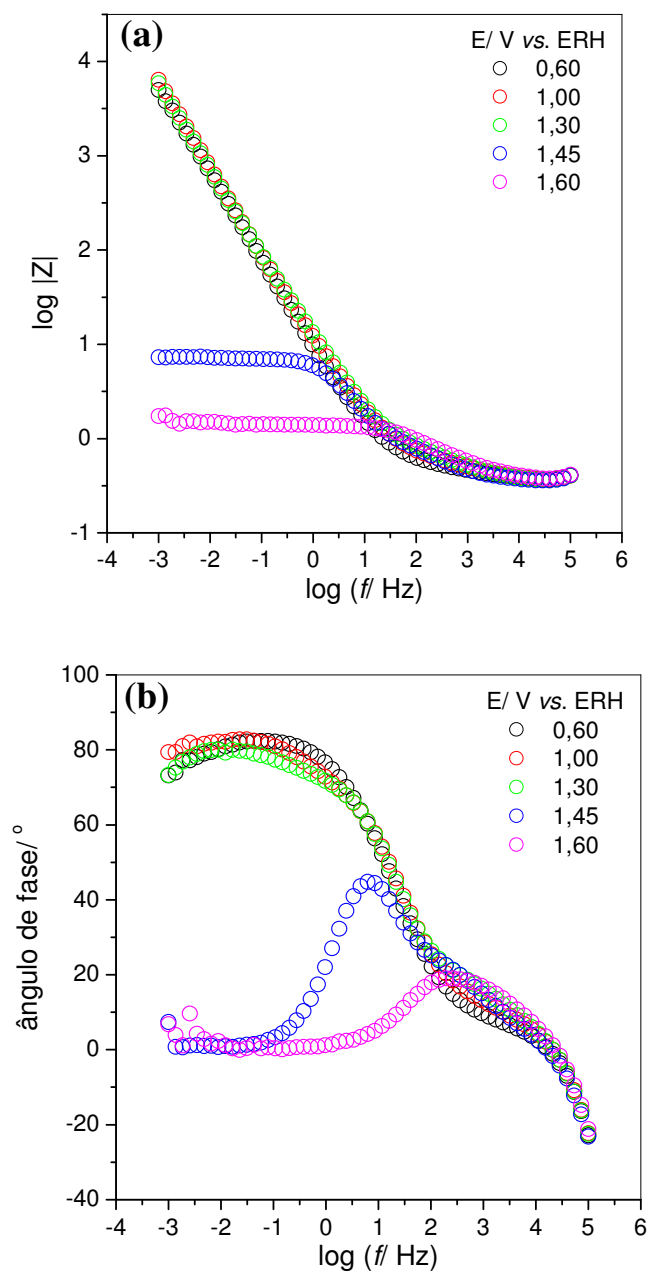 (a)
E/ V vs. ERH
0,60
1,00
1,30
1,45
1,60
log |Z|
4
3
2
1
0
-1
-4 -3 -2 -1 0 1 2 3 4 5 6
log (f/ Hz)
(b)
E/ V vs. ERH
0,60
1,00
1,30
1,45
1,60
ângulo de fase/ °
100
80
60
40
20
0
-20
-40
-4 -3 -2 -1 0 1 2 3 4 5 6
log (f/ Hz)